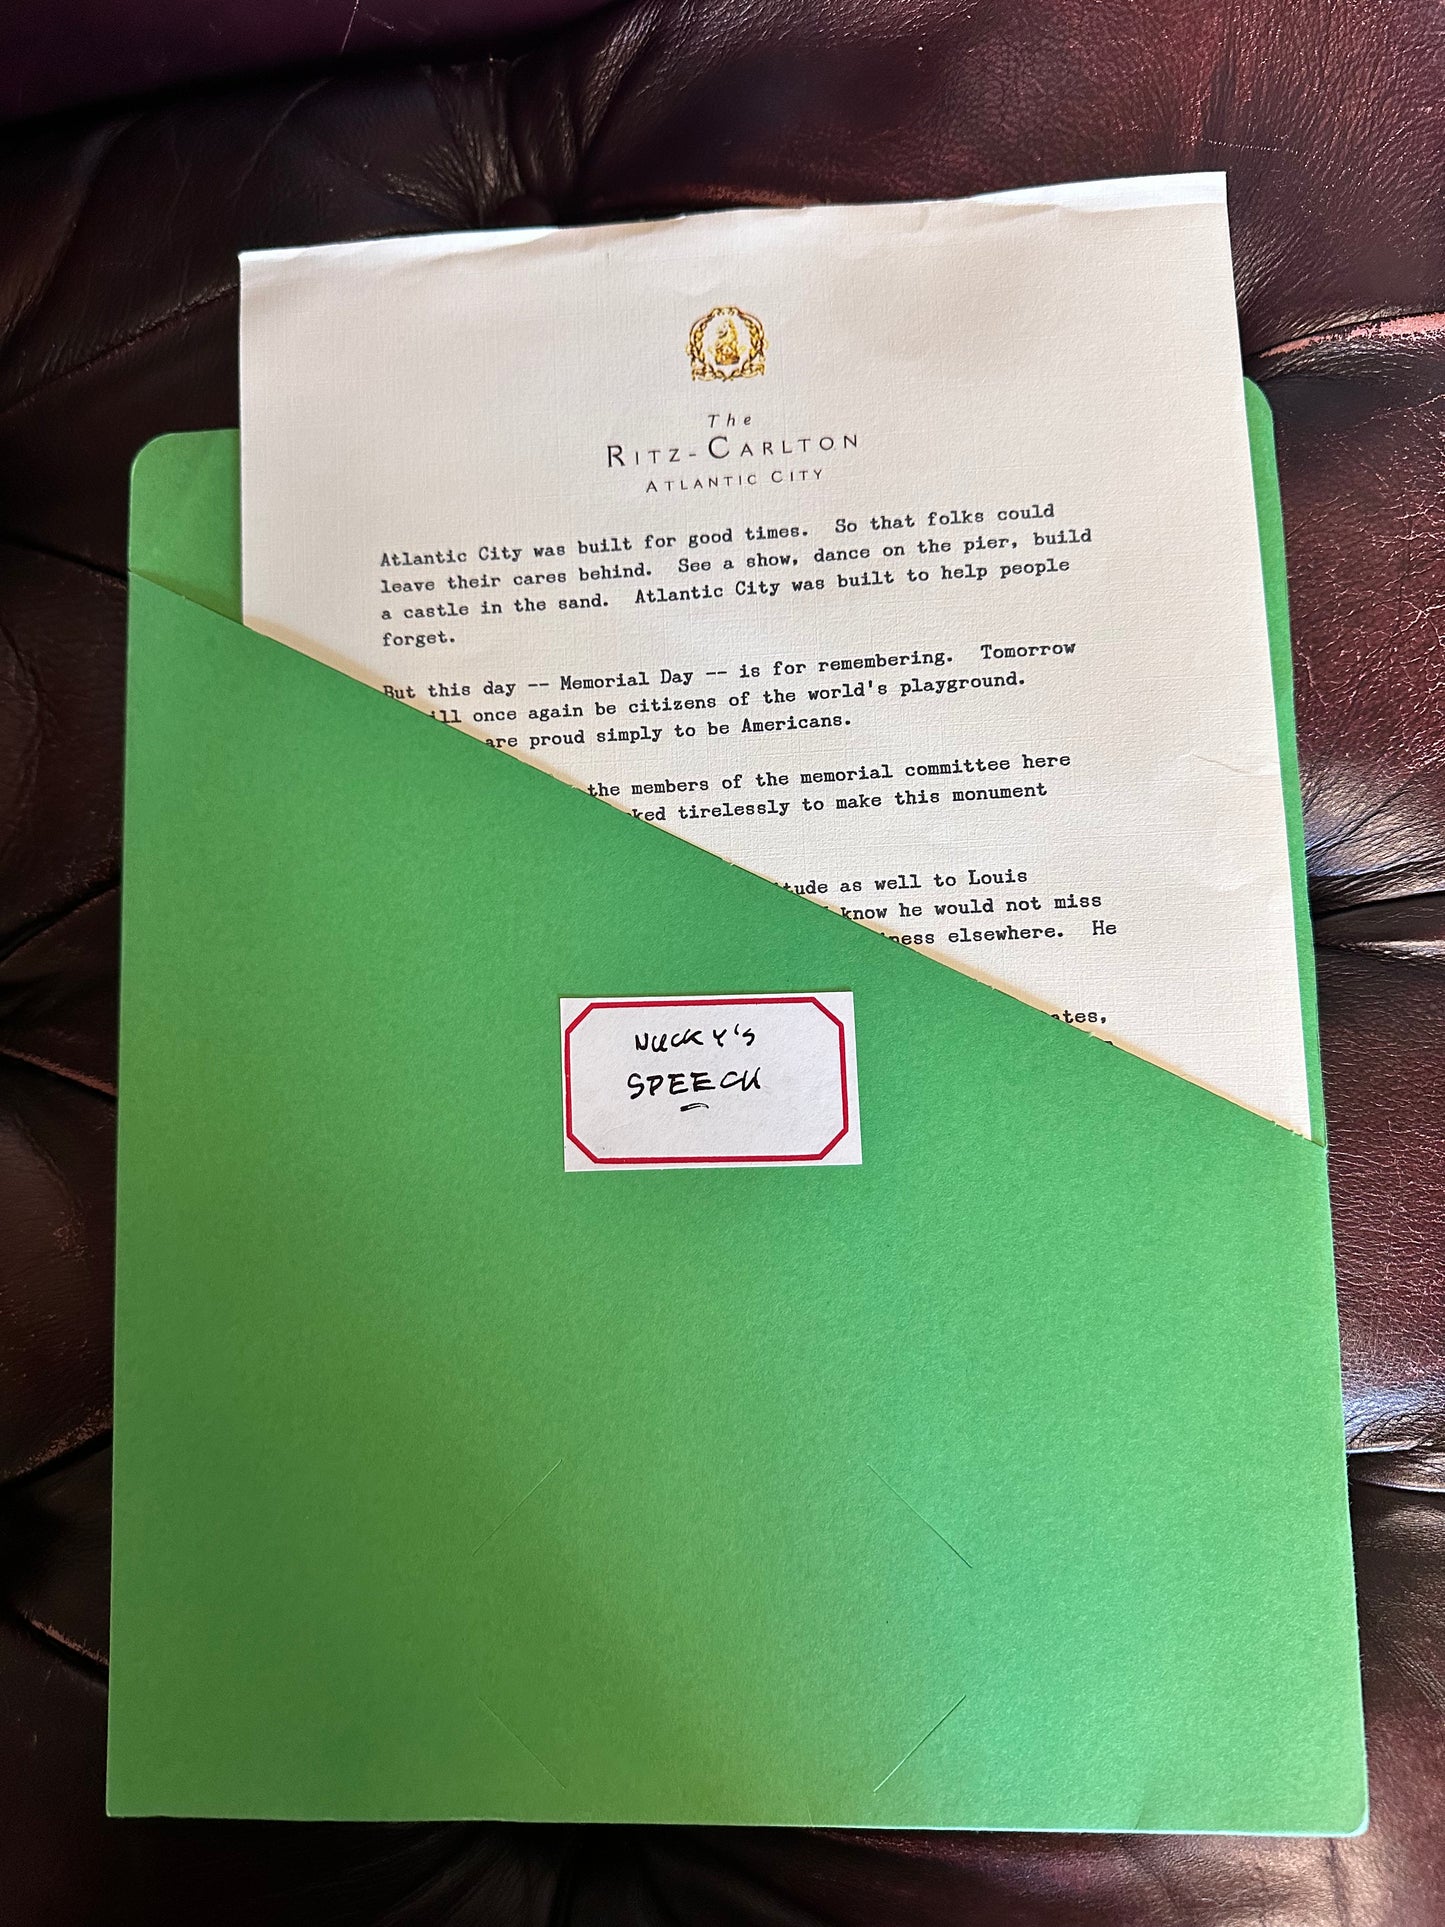 The
RITZ-CARLTON
ATLANTIC CITY
Atlantic City was built for good times. So that folks could
leave their cares behind. See a show, dance on the pier, build
a castle in the sand. Atlantic City was built to help people
forget.
But this day -- Memorial Day -- is for remembering. Tomorrow
ill once again be citizens of the world's playground.
are proud simply to be Americans.
the members of the memorial committee here
ked tirelessly to make this monument
tude as well to Louis
know he would not miss
ness elsewhere. He
ates,
NUCKY'S
SPEECH